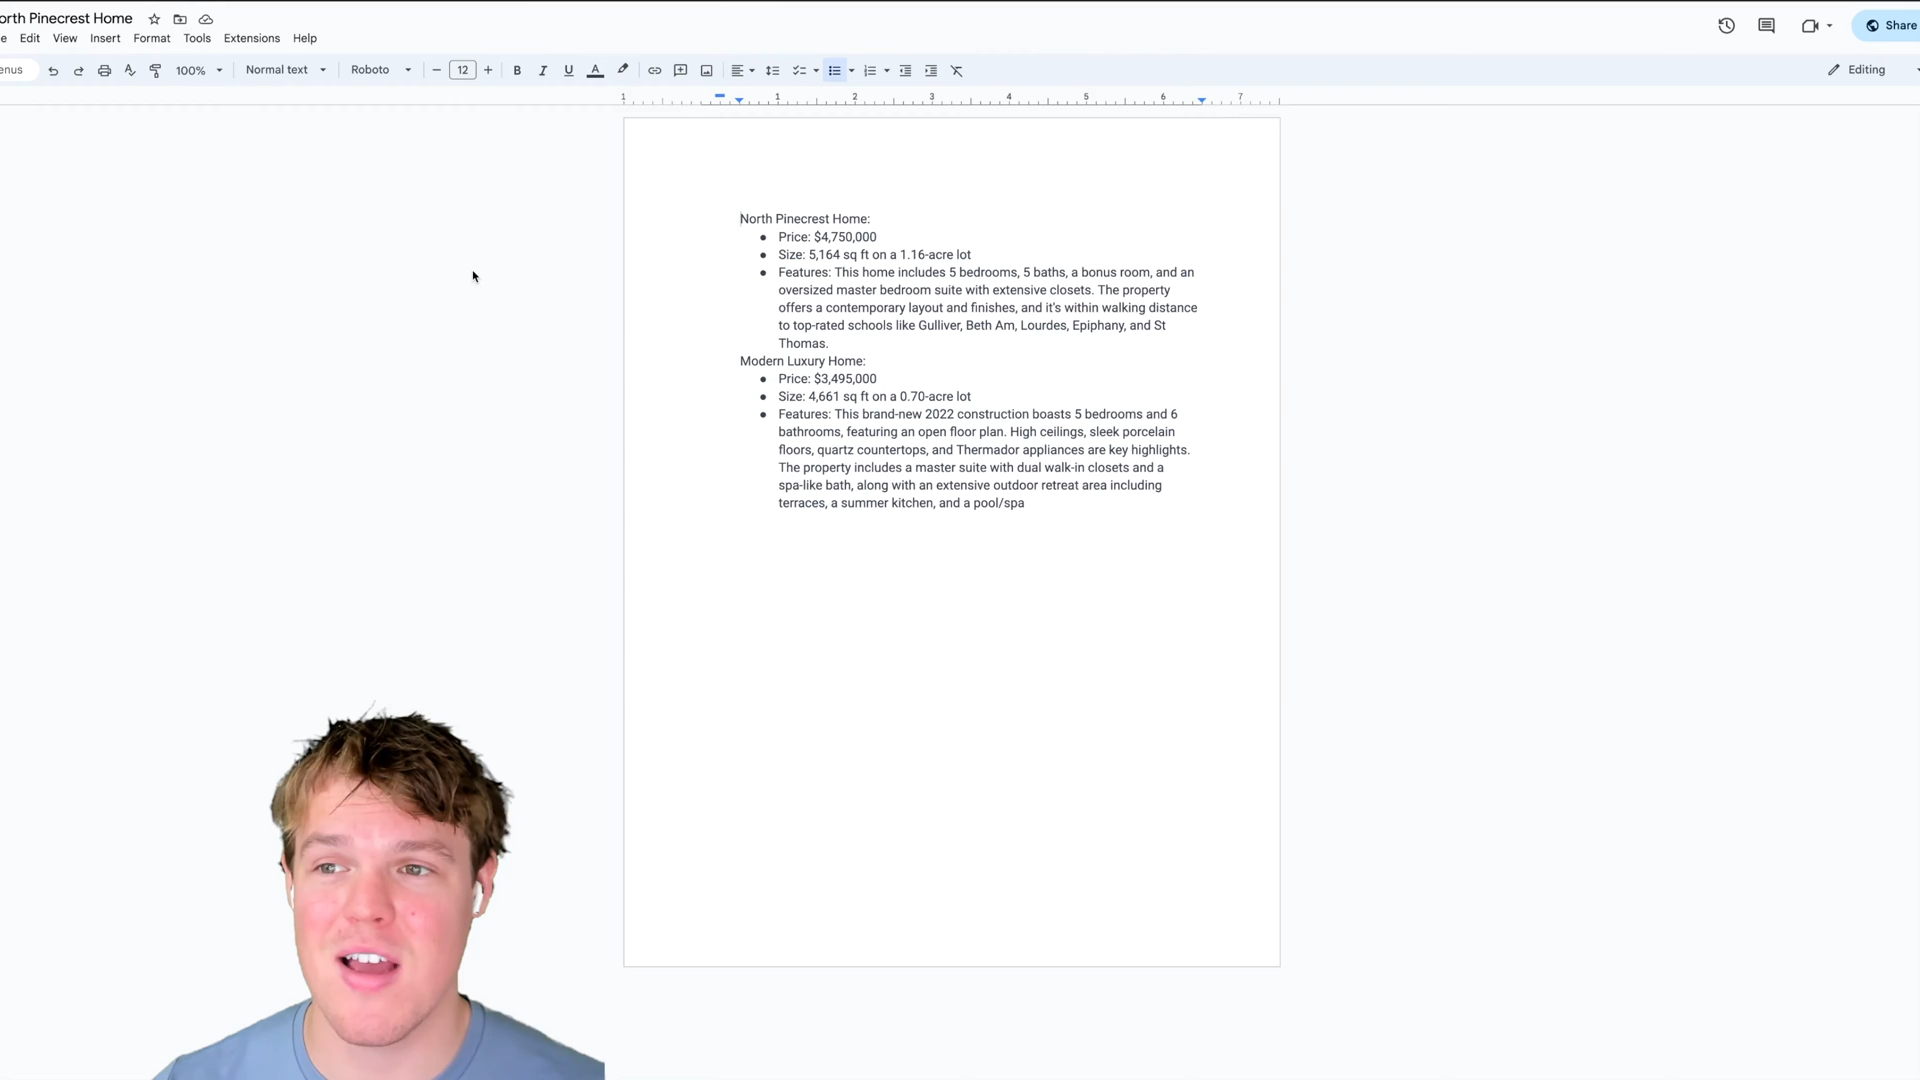 orth Pinecrest Home
e Edit View Insert Format Tools Extensions Help
Share
enus 100% Normal text Roboto − 12 + B I U A Editing
1 1 2 3 4 5 6 7
North Pinecrest Home:
● Price: $4,750,000
● Size: 5,164 sq ft on a 1.16-acre lot
● Features: This home includes 5 bedrooms, 5 baths, a bonus room, and an
oversized master bedroom suite with extensive closets. The property
offers a contemporary layout and finishes, and it's within walking distance
to top-rated schools like Gulliver, Beth Am, Lourdes, Epiphany, and St
Thomas.
Modern Luxury Home:
● Price: $3,495,000
● Size: 4,661 sq ft on a 0.70-acre lot
● Features: This brand-new 2022 construction boasts 5 bedrooms and 6
bathrooms, featuring an open floor plan. High ceilings, sleek porcelain
floors, quartz countertops, and Thermador appliances are key highlights.
The property includes a master suite with dual walk-in closets and a
spa-like bath, along with an extensive outdoor retreat area including
terraces, a summer kitchen, and a pool/spa